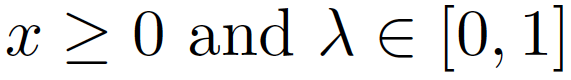 x ≥ 0 and λ ∈ [0, 1]